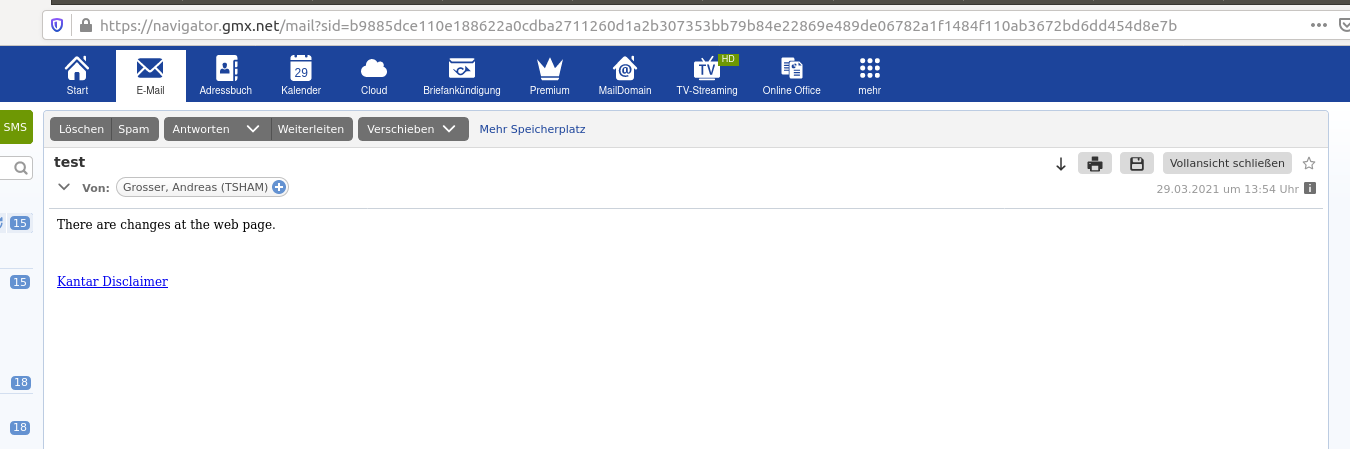 https://navigator.gmx.net/mail?sid=b9885dce110e188622a0cdba2711260d1a2b307353bb79b84e22869e489de06782a1f1484f110ab3672bd6dd454d8e7b
HD
29
TV
Start E-Mail Adressbuch Kalender Cloud Briefankündigung Premium MailDomain TV-Streaming Online Office mehr
SMS
Löschen Spam Antworten Weiterleiten Verschieben Mehr Speicherplatz
test
Vollansicht schließen
Von: Grosser, Andreas (TSHAM)
29.03.2021 um 13:54 Uhr
There are changes at the web page.
15
Kantar Disclaimer
15
18
18